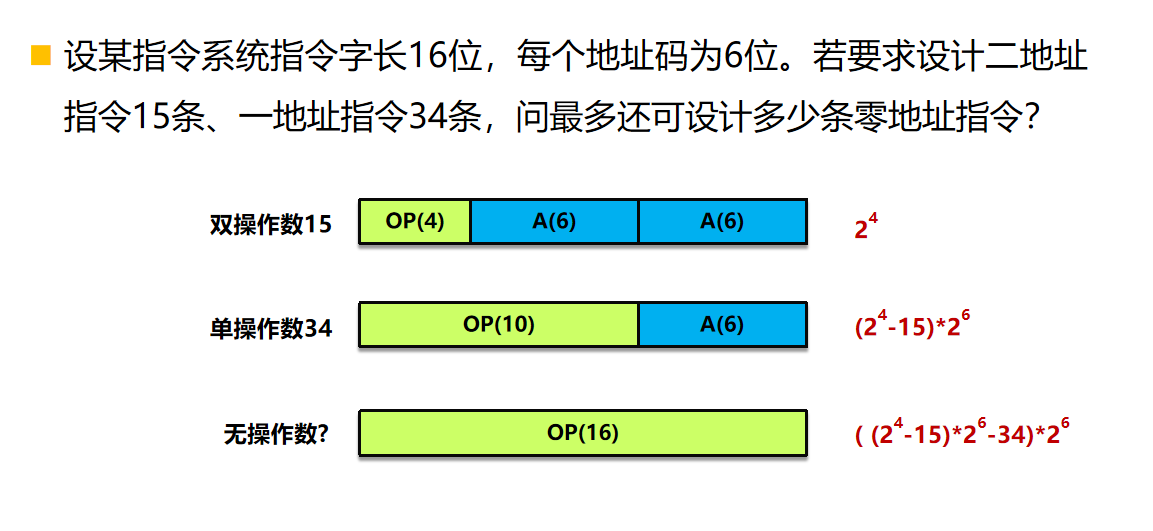 设某指令系统指令字长16位，每个地址码为6位。若要求设计二地址
指令15条、一地址指令34条，问最多还可设计多少条零地址指令？
双操作数15 OP(4) A(6) A(6) 2^4
单操作数34 OP(10) A(6) (2^4-15)*2^6
无操作数? OP(16) ( (2^4-15)*2^6-34)*2^6